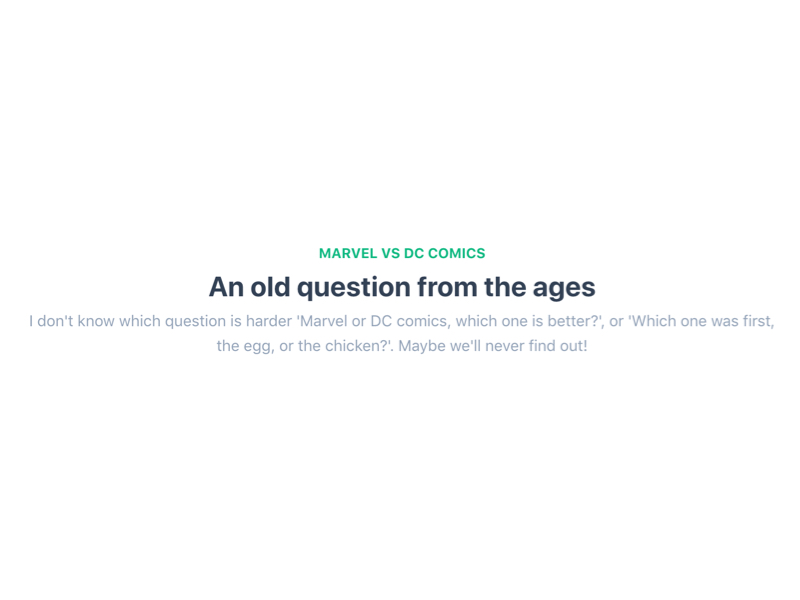 MARVEL VS DC COMICS
An old question from the ages
I don't know which question is harder 'Marvel or DC comics, which one is better?', or 'Which one was first,
the egg, or the chicken?'. Maybe we'll never find out!